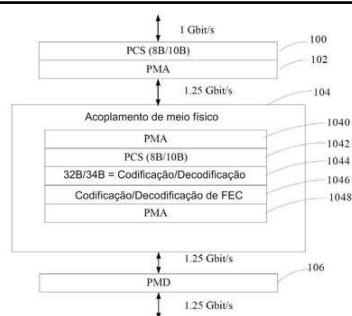 1 Gbit/s
PCS (8B/10B)
100
PMA
102
1.25 Gbit/s
104
Acoplamento de meio físico
PMA
1040
PCS (8B/10B)
1042
32B/34B = Codificação/Decodificação
1044
Codificação/Decodificação de FEC
1046
PMA
1048
1.25 Gbit/s
PMD
106
1.25 Gbit/s